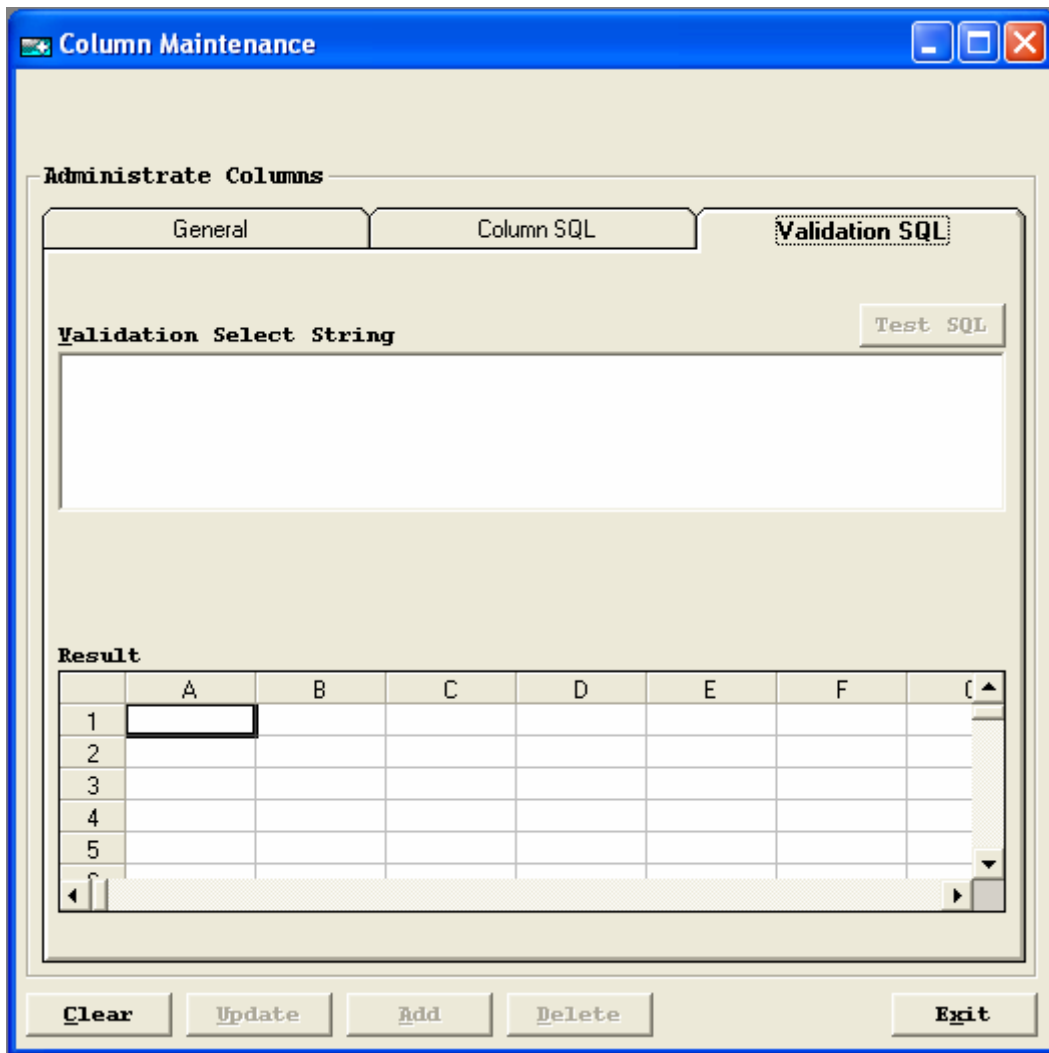 Column Maintenance
Administrate Columns
General Column SQL Validation SQL
Test SQL
Validation Select String
Result
A B C D E F
1
2
3
4
5
Clear Update Add Delete Exit